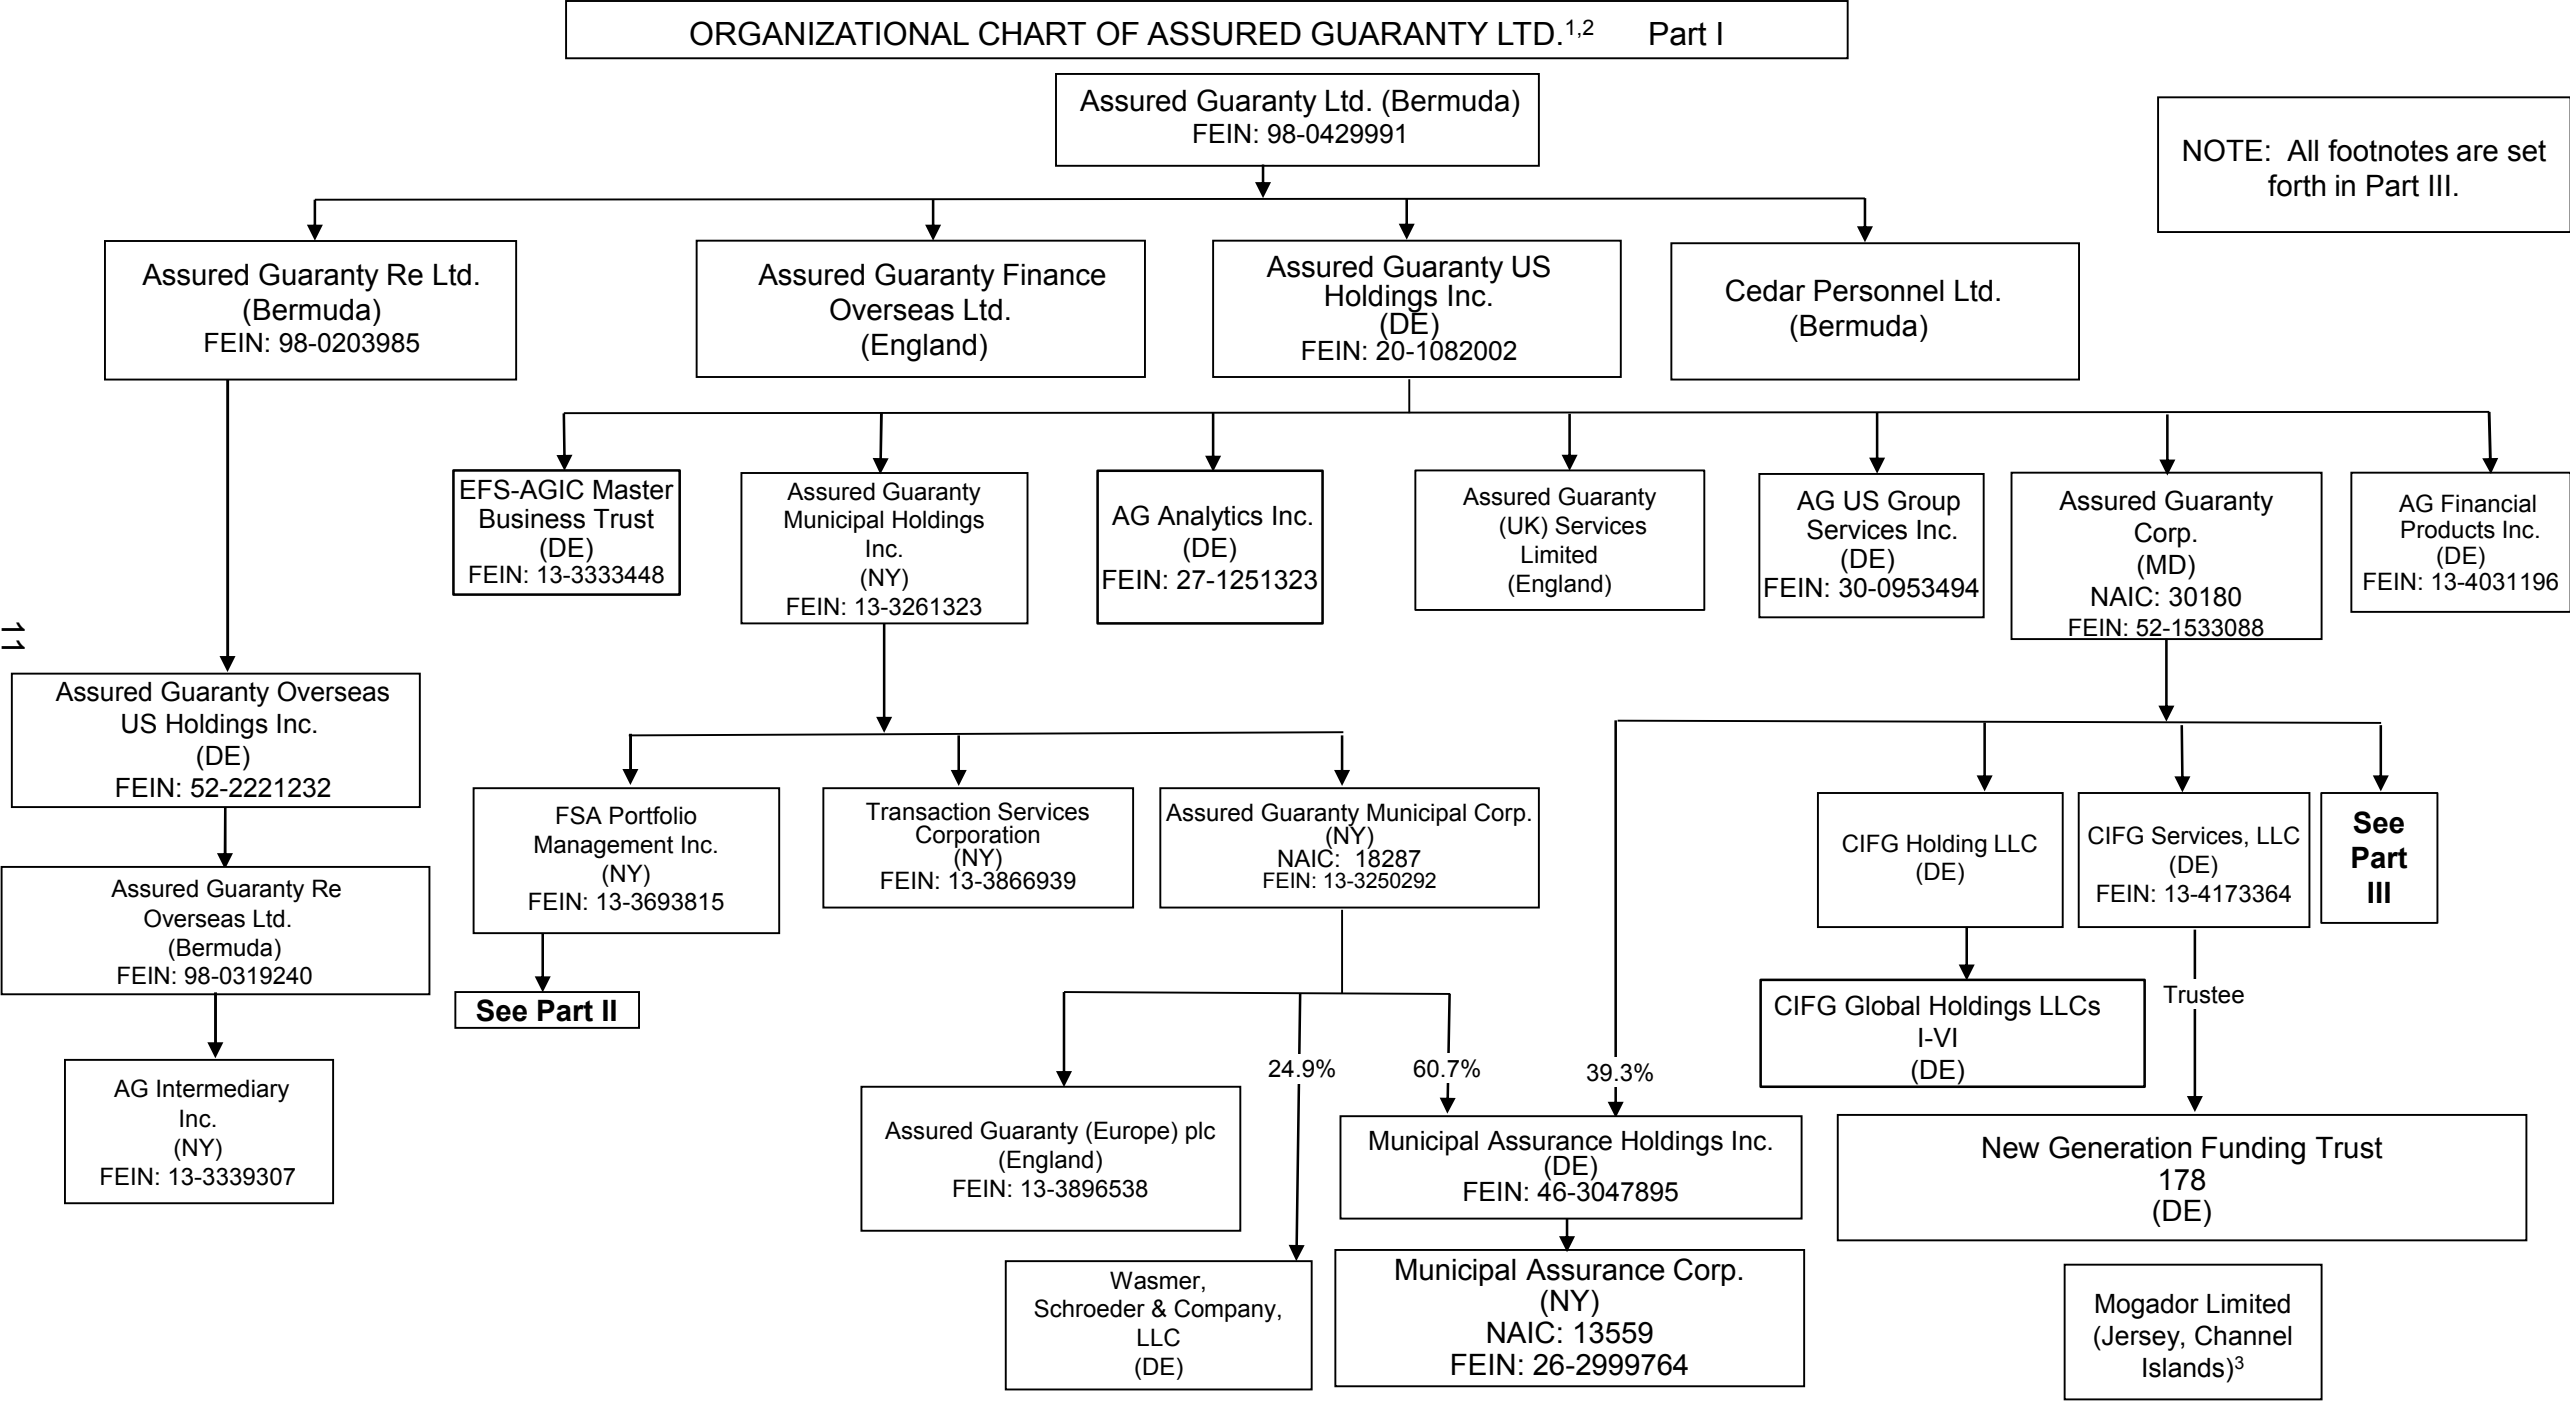 ORGANIZATIONAL CHART OF ASSURED GUARANTY LTD.1,2 Part I
Assured Guaranty Ltd. (Bermuda)
FEIN: 98-0429991
NOTE: All footnotes are set
forth in Part III.
Assured Guaranty Re Ltd.
(Bermuda)
FEIN: 98-0203985
Assured Guaranty Finance
Overseas Ltd.
(England)
Assured Guaranty US
Holdings Inc.
(DE)
FEIN: 20-1082002
Cedar Personnel Ltd.
(Bermuda)
EFS-AGIC Master
Business Trust
(DE)
FEIN: 13-3333448
Assured Guaranty
Municipal Holdings
Inc.
(NY)
FEIN: 13-3261323
AG Analytics Inc.
(DE)
FEIN: 27-1251323
Assured Guaranty
(UK) Services
Limited
(England)
AG US Group
Services Inc.
(DE)
FEIN: 30-0953494
Assured Guaranty
Corp.
(MD)
NAIC: 30180
FEIN: 52-1533088
AG Financial
Products Inc.
(DE)
FEIN: 13-4031196
11
Assured Guaranty Overseas
US Holdings Inc.
(DE)
FEIN: 52-2221232
FSA Portfolio
Management Inc.
(NY)
FEIN: 13-3693815
Transaction Services
Corporation
(NY)
FEIN: 13-3866939
Assured Guaranty Municipal Corp.
(NY)
NAIC: 18287
FEIN: 13-3250292
CIFG Holding LLC
(DE)
CIFG Services, LLC
(DE)
FEIN: 13-4173364
See
Part
III
Assured Guaranty Re
Overseas Ltd.
(Bermuda)
FEIN: 98-0319240
See Part II
CIFG Global Holdings LLCs
I-VI
(DE)
Trustee
24.9%
60.7%
39.3%
AG Intermediary
Inc.
(NY)
FEIN: 13-3339307
Assured Guaranty (Europe) plc
(England)
FEIN: 13-3896538
Municipal Assurance Holdings Inc.
(DE)
FEIN: 46-3047895
New Generation Funding Trust
178
(DE)
Wasmer,
Schroeder & Company,
LLC
(DE)
Municipal Assurance Corp.
(NY)
NAIC: 13559
FEIN: 26-2999764
Mogador Limited
(Jersey, Channel
Islands)3